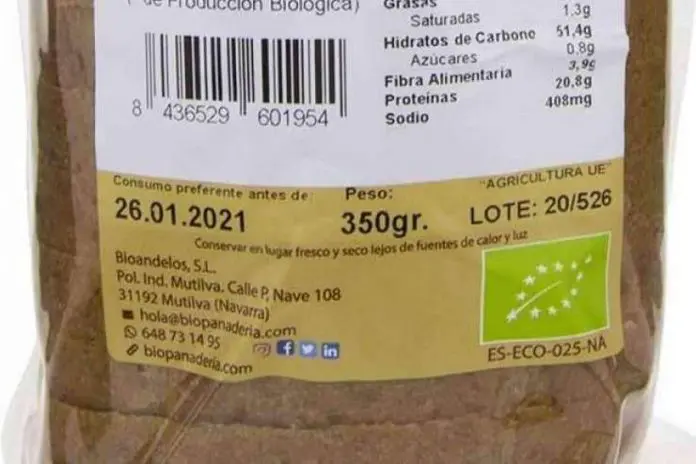 (* de Producción Biológica)
8 436529 601954
Grasas 1,3g
Saturadas
Hidratos de Carbono 51,4g
Azúcares 0,8g
Fibra Alimentaria 3,9g
Proteínas 20,8g
Sodio 408mg
Consumo preferente antes de:
26.01.2021
Peso:
350gr.
"AGRICULTURA UE"
LOTE: 20/526
Conservar en lugar fresco y seco lejos de fuentes de calor y luz
Bioandelos, S.L.
Pol. Ind. Mutilva. Calle P, Nave 108
31192 Mutilva (Navarra)
hola@biopanaderia.com
648 73 14 95
biopanaderia.com
ES-ECO-025-NA